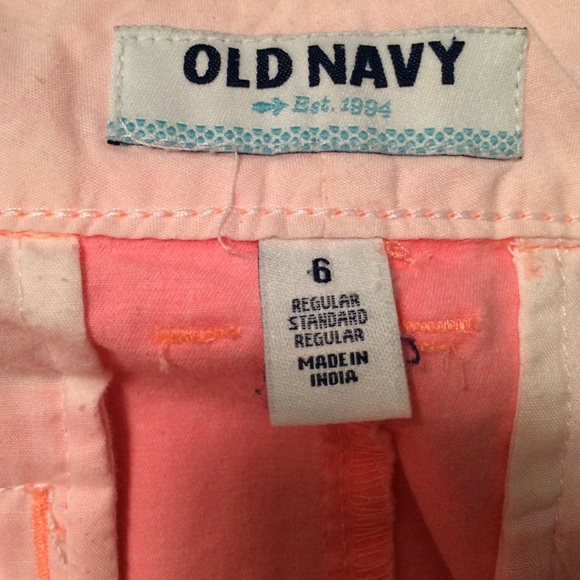 OLD NAVY
Est. 1994
6
REGULAR
STANDARD
REGULAR
MADE IN
INDIA